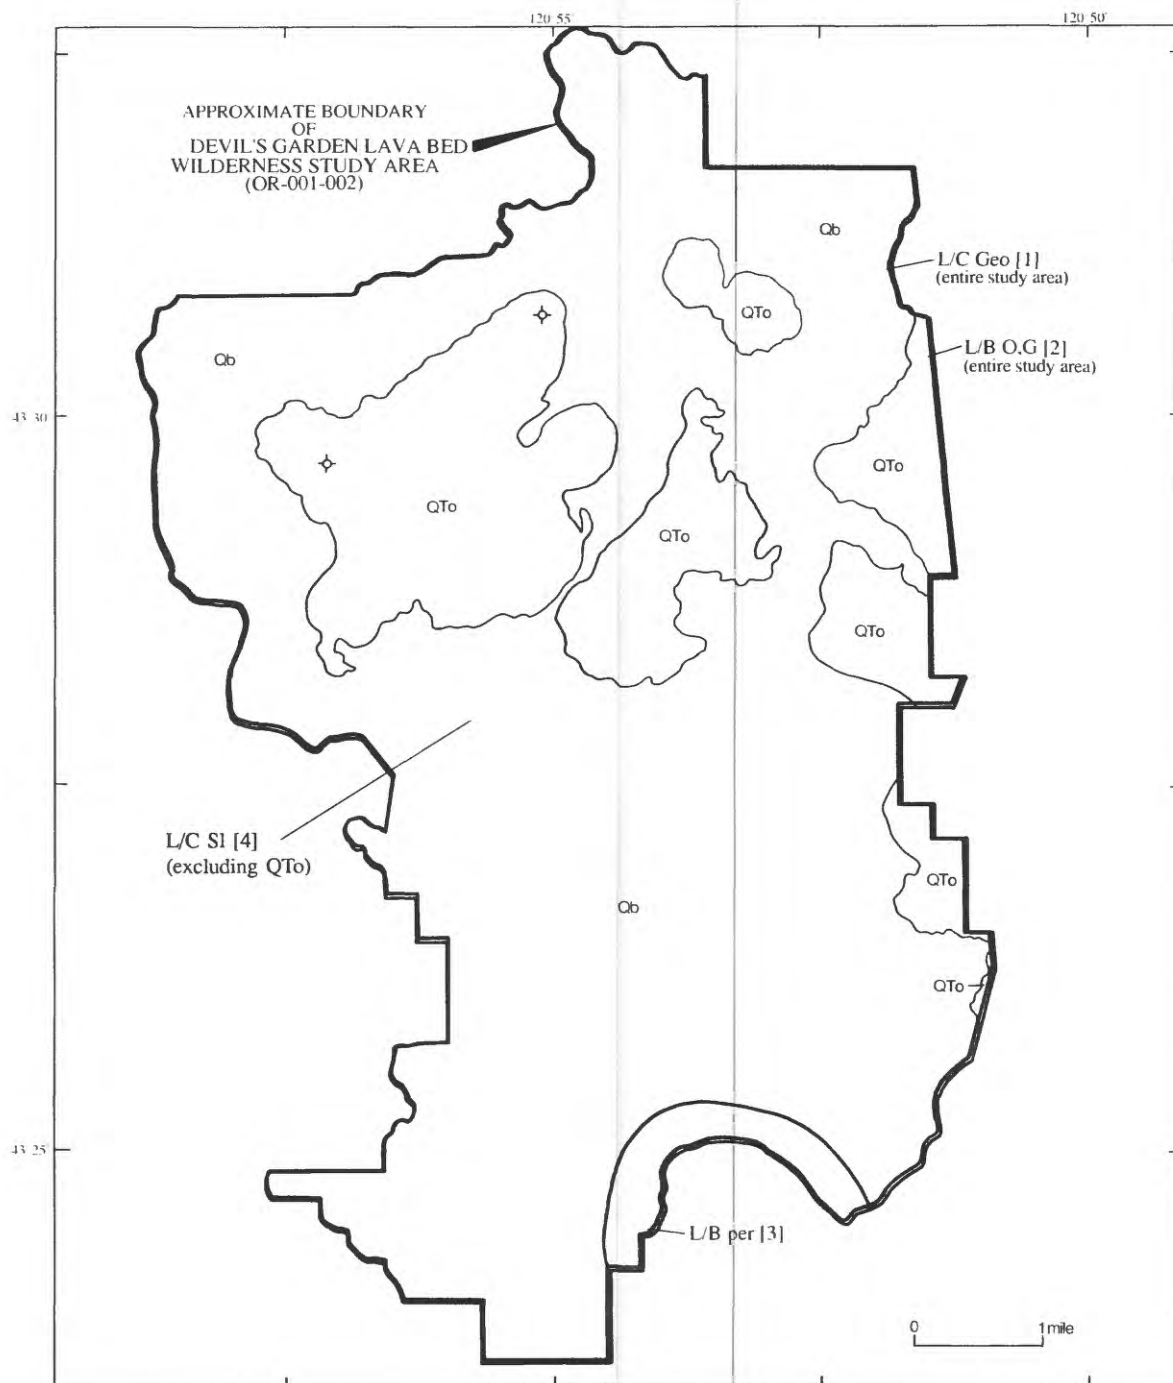 120 55'
120 50'
APPROXIMATE BOUNDARY
OF
DEVIL'S GARDEN LAVA BED
WILDERNESS STUDY AREA
(OR-001-002)
Qb
L/C Geo [1]
(entire study area)
QTo
L/B O,G [2]
(entire study area)
Qb
43 30
QTo
QTo
QTo
QTo
L/C Sl [4]
(excluding QTo)
QTo
Qb
QTo
43 25
L/B per [3]
0
1 mile